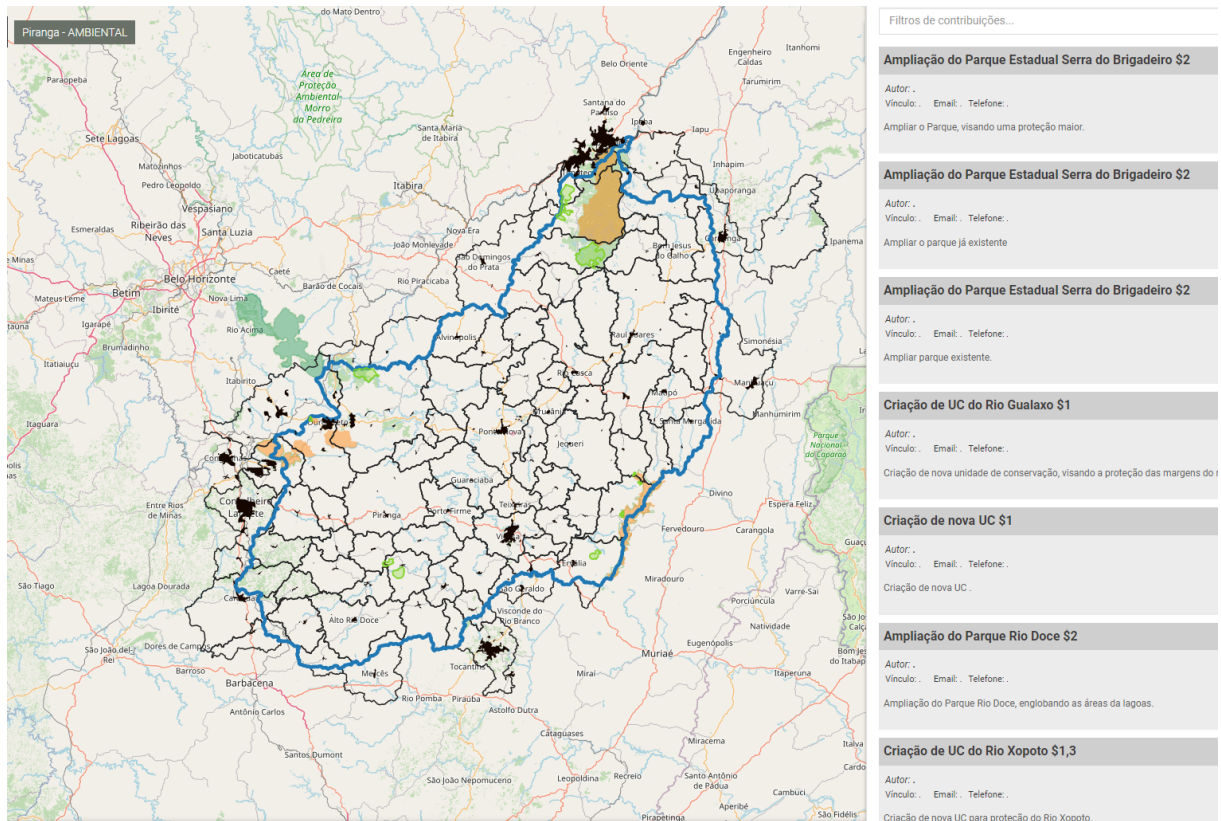 Piranga - AMBIENTAL
do Mato Dentro
Itanhomi
Engenheiro
Caldas
Belo Oriente
Tarumirim
Paraopeba
Área de
Proteção
Ambiental
Morro
da Pedreira
Santana do
Paraíso
Ipaba
Iapu
Santa Maria
de Itabira
Sete Lagoas
Jaboticatubas
Matozinhos
Inhapim
Pedro Leopoldo
Itabira
Vespasiano
Esmeraldas
Ribeirão das
Neves
Santa Luzia
Nova Era
João Monlevade
Ipanema
Bom Jesus
do Galho
São Domingos
do Prata
Caeté
Belo Horizonte
Rio Piracicaba
Barão de Cocais
Betim
Nova Lima
Mateus Leme
Ibirité
Igarapé
Rio Acima
Alvinópolis
Raul Soares
Simonésia
Brumadinho
Itatiaiuçu
Rio Casca
Itabirito
Manhuaçu
Matipó
Manhumirim
Itaguara
Urucânia
Santa Margarida
Ponte Nova
Jequeri
Parque
Nacional
do Caparaó
Guaraciaba
Divino
Entre Rios
de Minas
Conselheiro
Lafaiete
Piranga
Porto Firme
Teixeiras
Espera Feliz
Fervedouro
Carangola
Ervália
São Tiago
Lagoa Dourada
Miradouro
Varre-Sai
São Geraldo
Porciúncula
Visconde do
Rio Branco
Alto Rio Doce
Natividade
Dores de Campos
São João del-
Rei
Eugenópolis
Muriaé
Barroso
Tocantins
Mercês
Miraí
Itaperuna
Barbacena
Rio Pomba
Piraúba
Astolfo Dutra
Antônio Carlos
Cataguases
Miracema
Santos Dumont
Leopoldina
Recreio
Santo Antônio
de Pádua
São João Nepomuceno
Cambuci
Aperibé
Pirapetinga
São Fidélis
Filtros de contribuições...
Ampliação do Parque Estadual Serra do Brigadeiro $2
Autor: .
Vínculo: . Email: . Telefone: .
Ampliar o Parque, visando uma proteção maior.
Ampliação do Parque Estadual Serra do Brigadeiro $2
Autor: .
Vínculo: . Email: . Telefone: .
Ampliar o parque já existente
Ampliação do Parque Estadual Serra do Brigadeiro $2
Autor: .
Vínculo: . Email: . Telefone: .
Ampliar parque existente.
Criação de UC do Rio Gualaxo $1
Autor: .
Vínculo: . Email: . Telefone: .
Criação de nova unidade de conservação, visando a proteção das margens do
Criação de nova UC $1
Autor: .
Vínculo: . Email: . Telefone: .
Criação de nova UC .
Ampliação do Parque Rio Doce $2
Autor: .
Vínculo: . Email: . Telefone: .
Ampliação do Parque Rio Doce, englobando as áreas da lagoas.
Criação de UC do Rio Xopoto $1,3
Autor: .
Vínculo: . Email: . Telefone: .
Criação de nova UC para proteção do Rio Xopoto.